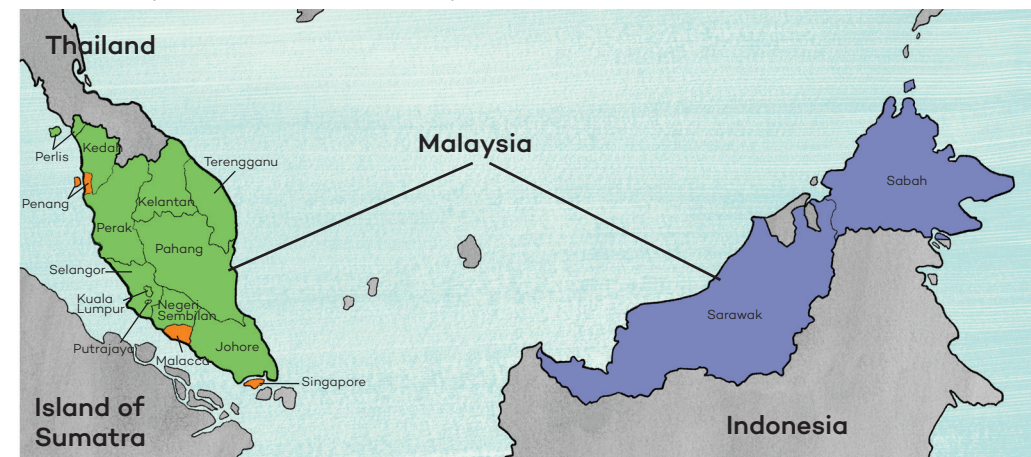 Thailand
Malaysia
Perlis
Kedah
Terengganu
Sabah
Penang
Kelantan
Perak
Pahang
Selangor
Kuala
Lumpur
Negeri
Sembilan
Sarawak
Putrajaya
Johore
Malacca
Singapore
Island of
Sumatra
Indonesia